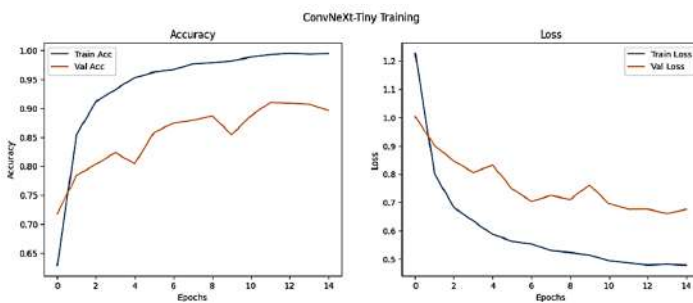 ConvNeXt-Tiny Training
Accuracy
1.00
0.95
0.90
0.85
0.80
0.75
0.70
0.65
Accuracy
Train Acc
Val Acc
0 2 4 6 8 10 12 14
Epochs
Loss
1.2
1.1
1.0
0.9
0.8
0.7
0.6
0.5
Loss
Train Loss
Val Loss
0 2 4 6 8 10 12 14
Epochs